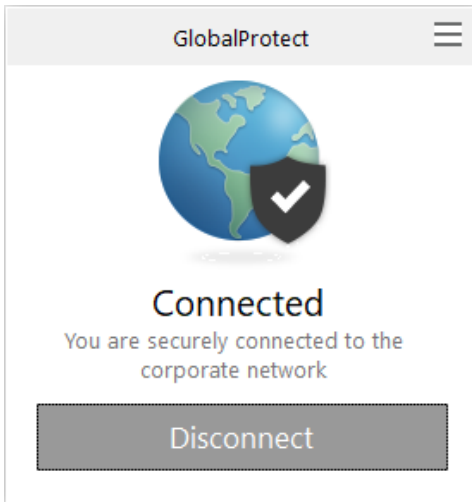 GlobalProtect
Connected
You are securely connected to the
corporate network
Disconnect